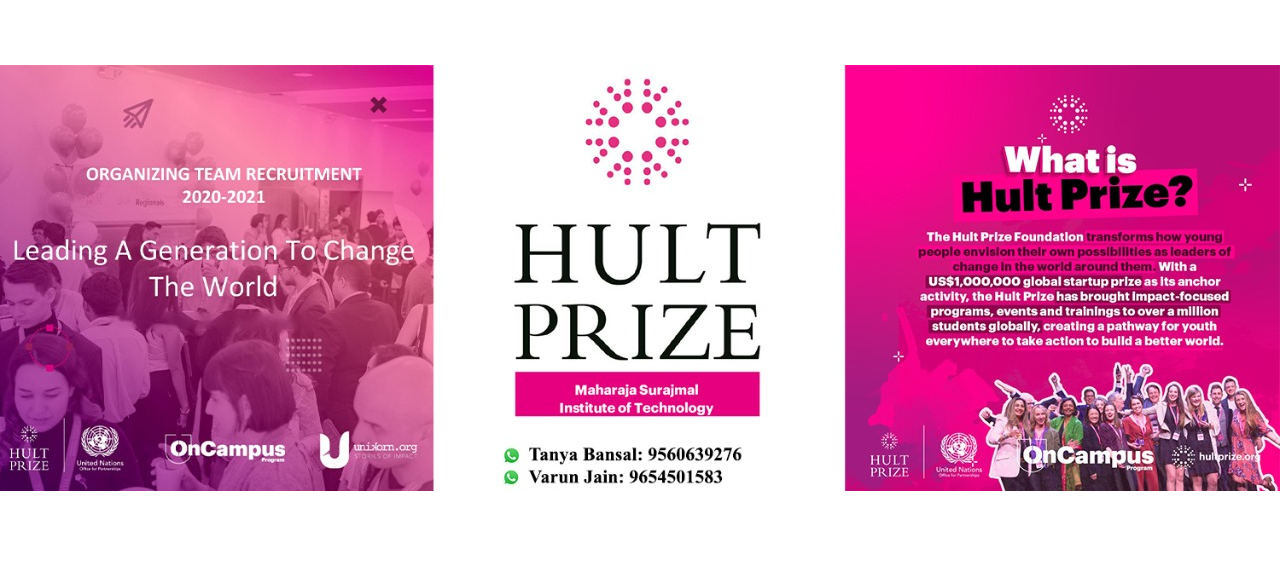 ORGANIZING TEAM RECRUITMENT
2020-2021
Leading A Generation To Change
The World
HULT
PRIZE
United Nations
Office for Partnerships
OnCampus
Program
unikorn.org
STORIES OF IMPACT
HULT
PRIZE
Maharaja Surajmal
Institute of Technology
Tanya Bansal: 9560639276
Varun Jain: 9654501583
What is
Hult Prize?
The Hult Prize Foundation transforms how young
people envision their own possibilities as leaders of
change in the world around them. With a
US$1,000,000 global startup prize as its anchor
activity, the Hult Prize has brought impact-focused
programs, events and trainings to over a million
students globally, creating a pathway for youth
everywhere to take action to build a better world.
HULT
PRIZE
United Nations
Office for Partnerships
OnCampus
Program
hultprize.org